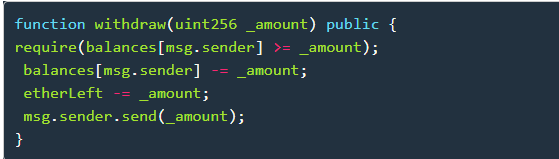 function withdraw(uint256 _amount) public {
require(balances[msg.sender] >= _amount);
balances[msg.sender] -= _amount;
etherLeft -= _amount;
msg.sender.send(_amount);
}